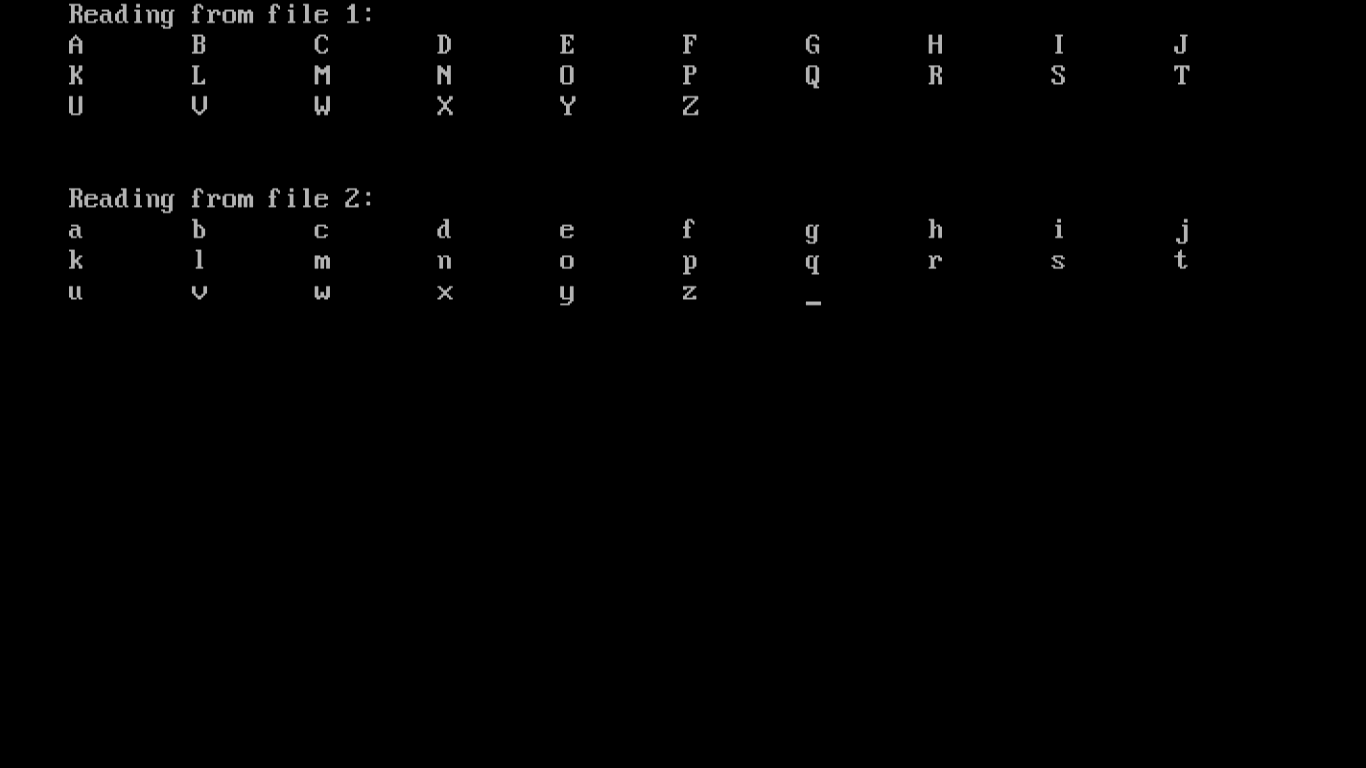 Reading from file 1:
A B C D E F G H I J
K L M N O P Q R S T
U V W X Y Z
Reading from file 2:
a b c d e f g h i j
k l m n o p q r s t
u v w x y z _